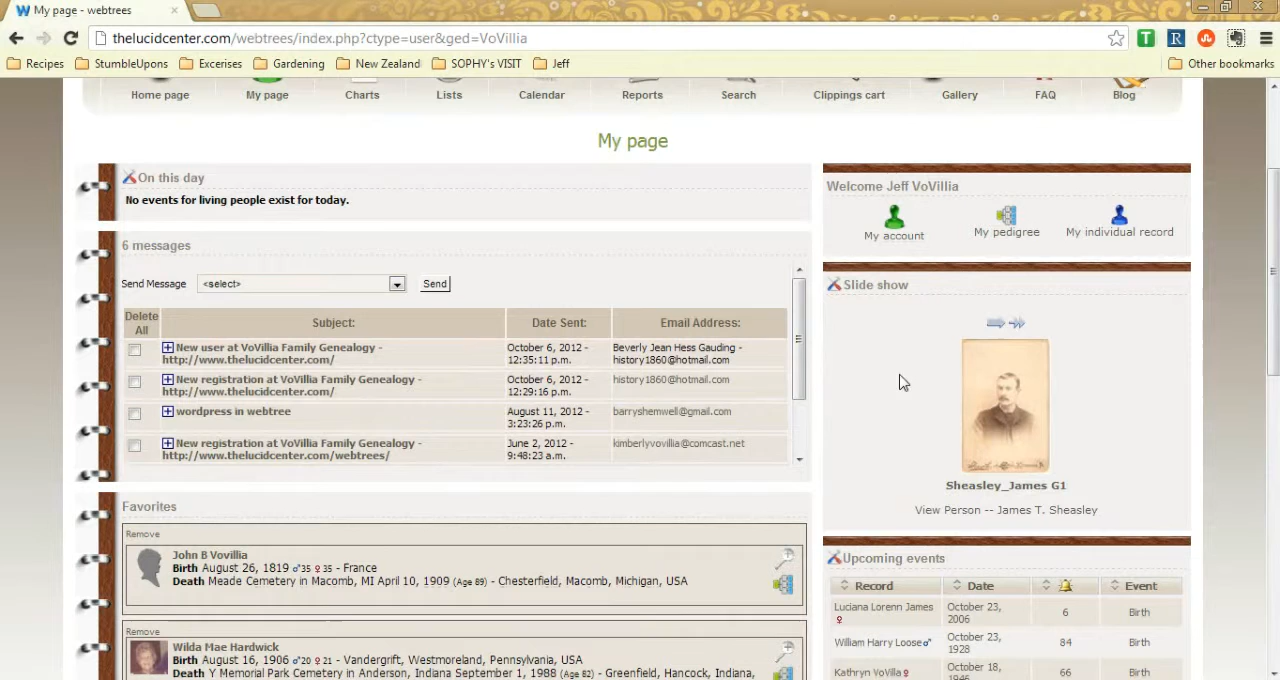 My page - webtrees
thelucidcenter.com/webtrees/index.php?ctype=user&ged=VoVillia
Recipes StumbleUpons Excerises Gardening New Zealand SOPHY's VISIT Jeff Other bookmarks
Home page My page Charts Lists Calendar Reports Search Clippings cart Gallery FAQ Blog
My page
On this day
No events for living people exist for today.
6 messages
Send Message <select> Send
Delete All Subject: Date Sent: Email Address:
New user at VoVillia Family Genealogy - October 6, 2012 - Beverly Jean Hess Gauding -
http://www.thelucidcenter.com/ 12:35:11 p.m. history1860@hotmail.com
New registration at VoVillia Family Genealogy - October 6, 2012 - history1860@hotmail.com
http://www.thelucidcenter.com/ 12:29:16 p.m.
wordpress in webtree August 11, 2012 - barryshemwell@gmail.com
3:23:26 p.m.
New registration at VoVillia Family Genealogy - June 2, 2012 - kimberlyvovillia@comcast.net
http://www.thelucidcenter.com/webtrees/ 9:48:23 a.m.
Favorites
Remove
John B Vovillia
Birth August 26, 1819 ♂35 ♀35 - France
Death Meade Cemetery in Macomb, MI April 10, 1909 (Age 89) - Chesterfield, Macomb, Michigan, USA
Remove
Wilda Mae Hardwick
Birth August 16, 1906 ♂20 ♀21 - Vandergrift, Westmoreland, Pennsylvania, USA
Death Y Memorial Park Cemetery in Anderson, Indiana September 1, 1988 (Age 82) - Greenfield, Hancock, Indiana,
Welcome Jeff VoVillia
My account My pedigree My individual record
Slide show
Sheasley_James G1
View Person -- James T. Sheasley
Upcoming events
Record Date Event
Luciana Lorenn James ♀ October 23, 2006 6 Birth
William Harry Loose ♂ October 23, 1928 84 Birth
Kathryn VoVilla ♀ October 18, 1946 66 Birth